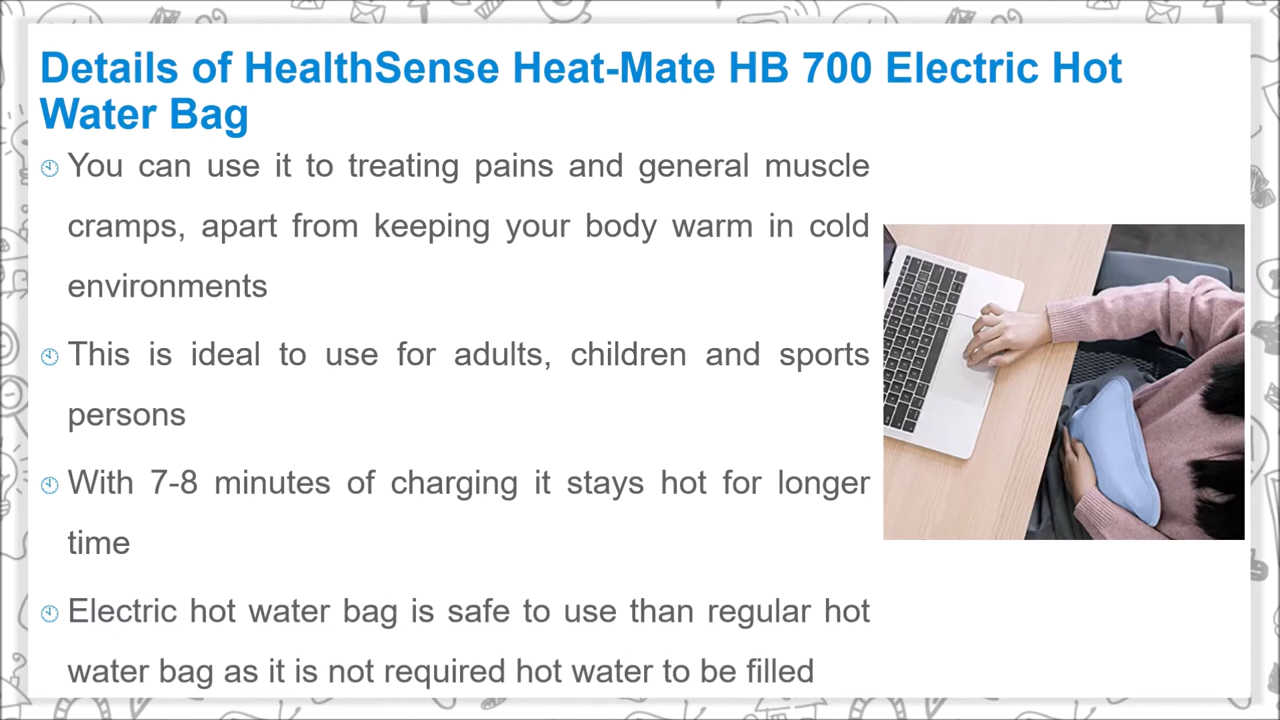 Details of HealthSense Heat-Mate HB 700 Electric Hot
Water Bag
You can use it to treating pains and general muscle
cramps, apart from keeping your body warm in cold
environments
This is ideal to use for adults, children and sports
persons
With 7-8 minutes of charging it stays hot for longer
time
Electric hot water bag is safe to use than regular hot
water bag as it is not required hot water to be filled